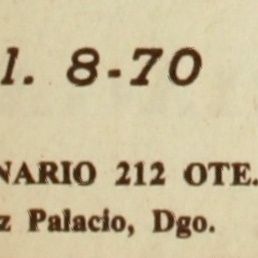 l. 8-70
NARIO 212 OTE.
z Palacio, Dgo.